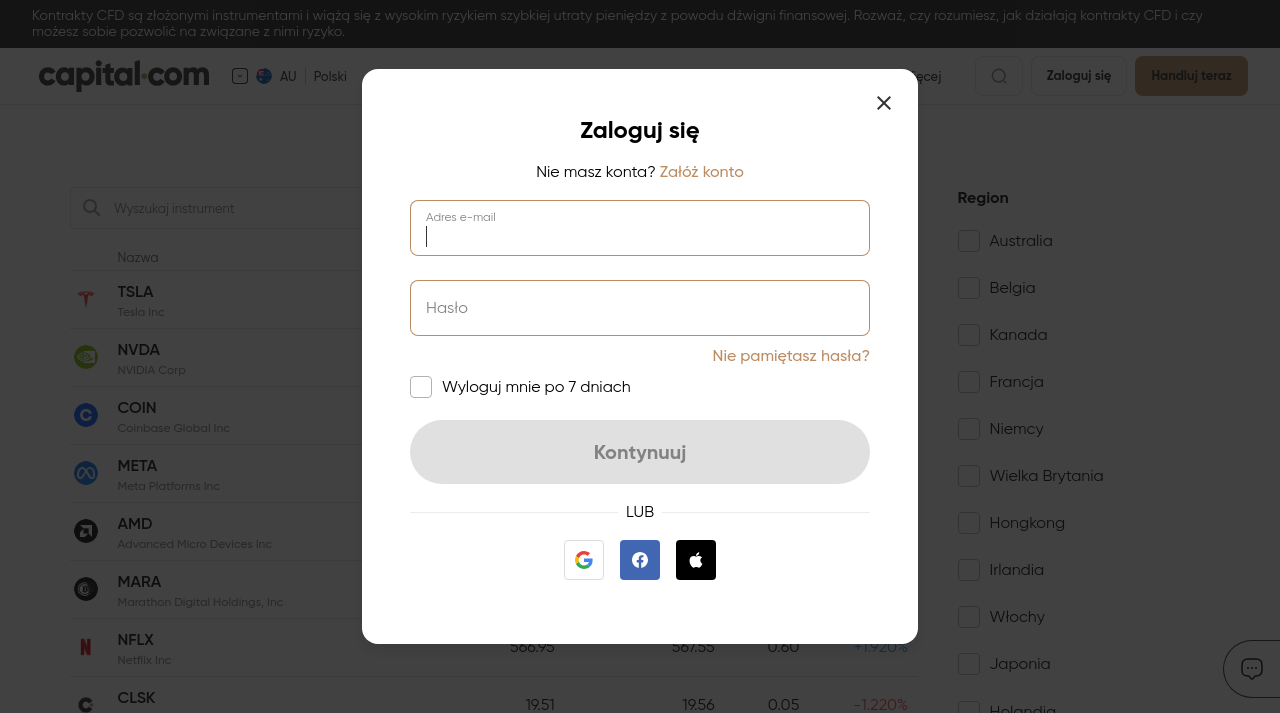 Kontrakty CFD są złożonymi instrumentami i wiążą się z wysokim ryzykiem szybkiej utraty pieniędzy z powodu dźwigni finansowej. Rozważ, czy rozumiesz, jak działają kontrakty CFD i czy
możesz sobie pozwolić na związane z nimi ryzyko.
capital.com
AU
Polski
Zaloguj się
Handluj teraz
Zaloguj się
Nie masz konta? Załóż konto
Adres e-mail
Hasło
Nie pamiętasz hasła?
Wyloguj mnie po 7 dniach
Kontynuuj
LUB
Wyszukaj instrument
Nazwa
TSLA
Tesla Inc
NVDA
NVIDIA Corp
COIN
Coinbase Global Inc
META
Meta Platforms Inc
AMD
Advanced Micro Devices Inc
MARA
Marathon Digital Holdings, Inc
NFLX
Netflix Inc
566.95 567.55 0.60 +1.920%
CLSK
19.51 19.56 0.05 -1.220%
Region
Australia
Belgia
Kanada
Francja
Niemcy
Wielka Brytania
Hongkong
Irlandia
Włochy
Japonia
Holandia